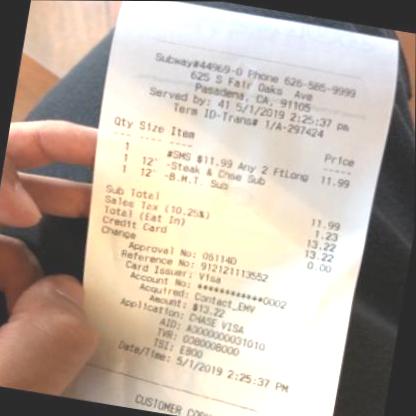 Subway#44969-0 Phone 626-585-9999
625 S Fair Oaks Ave
Pasadena, CA, 91105
Served by: 41 5/1/2019 2:25:37 pm
Term ID-Trans# 1/A-297424
Qty Size Item Price
1 #SMS $11.99 Any 2 FtLong 11.99
1 12" -Steak & Chse Sub
1 12" -B.M.T. Sub
Sub Total 11.99
Sales Tax (10.25%) 1.23
Total (Eat In) 13.22
Credit Card 13.22
Change 0.00
Approval No: 06114D
Reference No: 912121113552
Card Issuer: Visa
Account No: ************0002
Acquired: Contact_EMV
Amount: $13.22
Application: CHASE VISA
AID: A0000000031010
TVR: 0080008000
TSI: E800
Date/Time: 5/1/2019 2:25:37 PM
CUSTOMER COPY